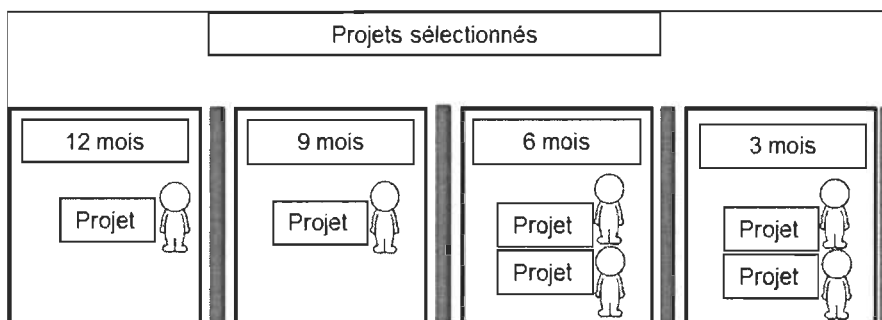 Projets sélectionnés
12 mois
9 mois
6 mois
3 mois
Projet
Projet
Projet
Projet
Projet
Projet